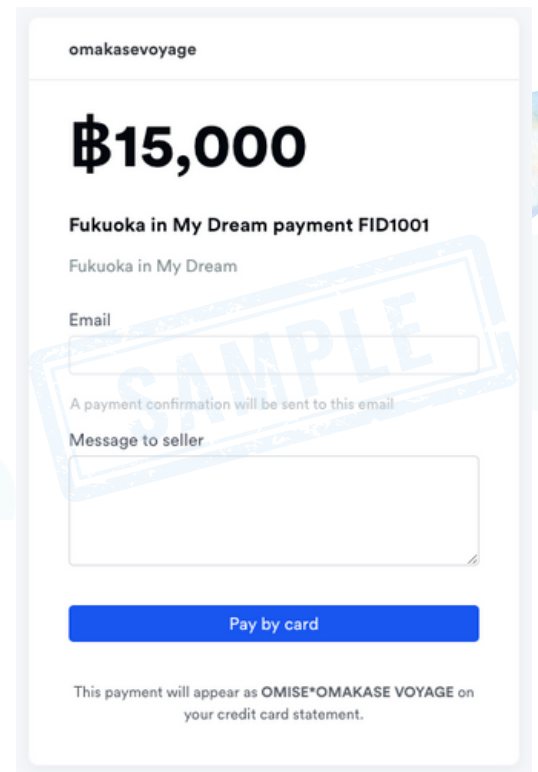 omakasevoyage
฿15,000
Fukuoka in My Dream payment FID1001
Fukuoka in My Dream
Email
A payment confirmation will be sent to this email
Message to seller
SAMPLE
Pay by card
This payment will appear as OMISE*OMAKASE VOYAGE on
your credit card statement.